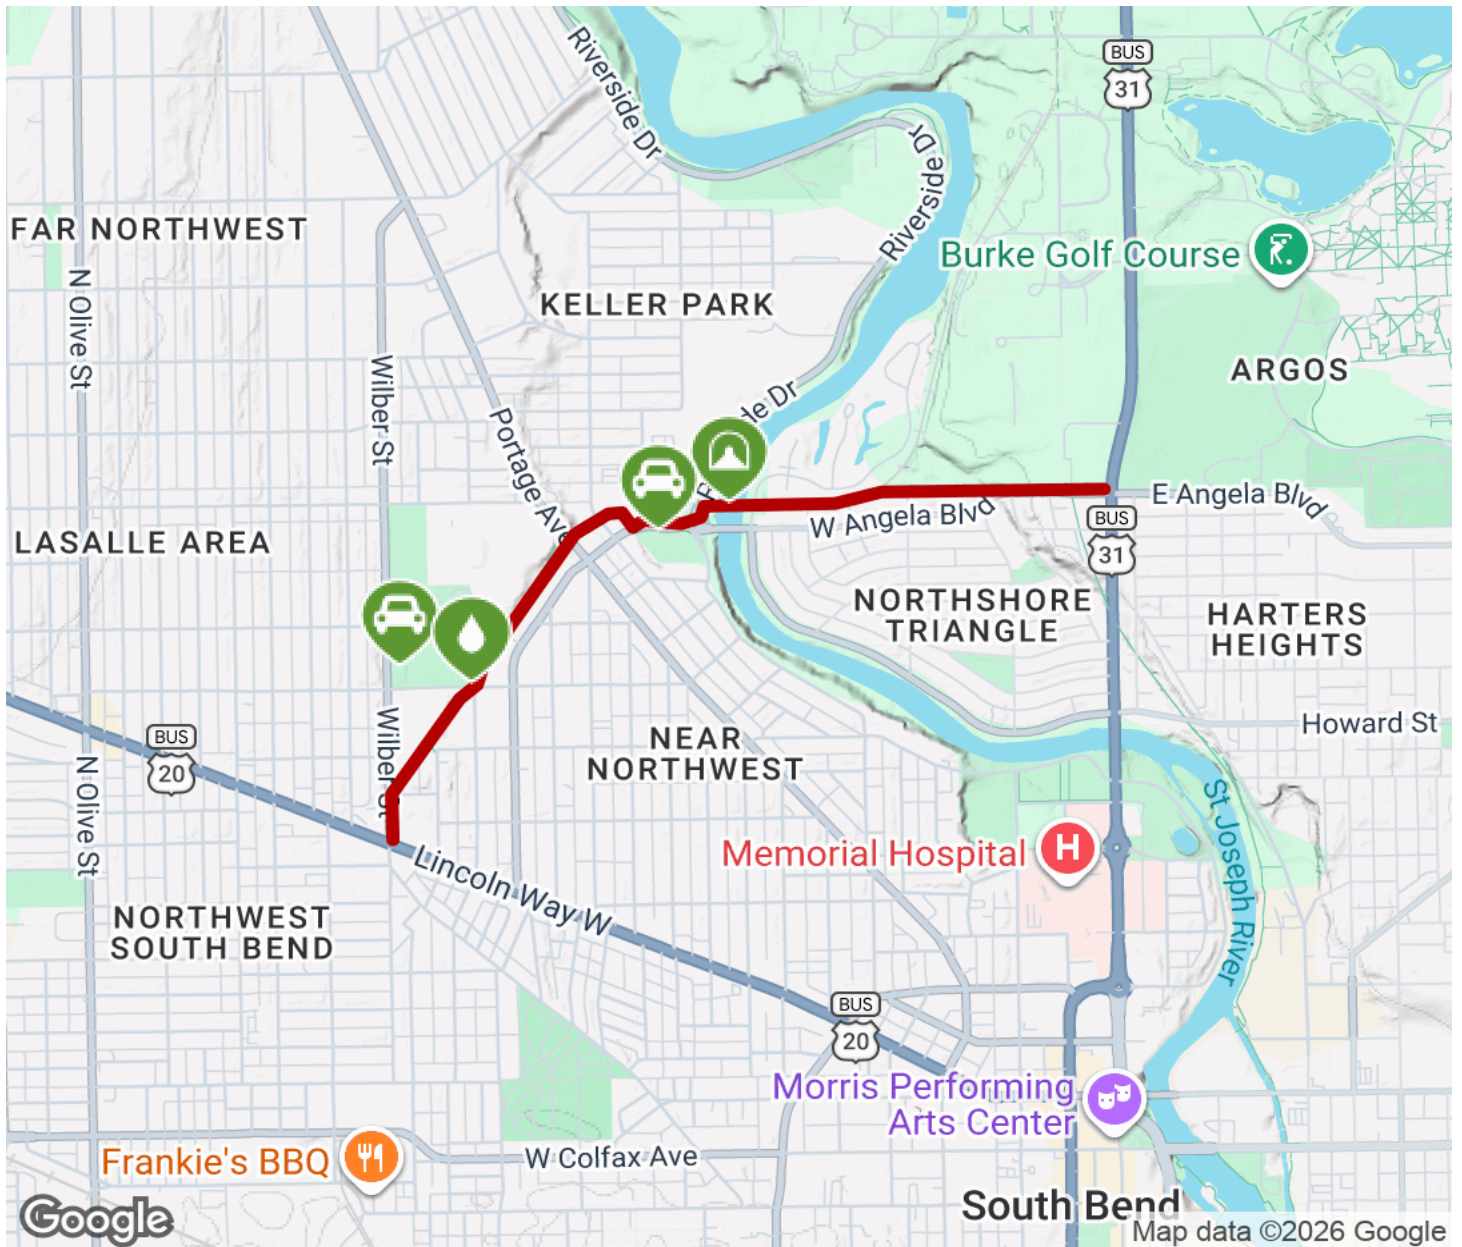 BUS
31
Riverside Dr
Riverside Dr
FAR NORTHWEST
Burke Golf Course
N Olive St
KELLER PARK
ARGOS
Wilber St
de Dr
Portage Ave
E Angela Blvd
W Angela Blvd
BUS
31
LASALLE AREA
NORTHSHORE
TRIANGLE
HARTERS
HEIGHTS
Wilber St
Howard St
BUS
20
NEAR
NORTHWEST
N Olive St
St Joseph River
Memorial Hospital
H
Lincoln Way W
NORTHWEST
SOUTH BEND
BUS
20
Morris Performing
Arts Center
Frankie's BBQ
W Colfax Ave
South Bend
Google
Map data ©2026 Google